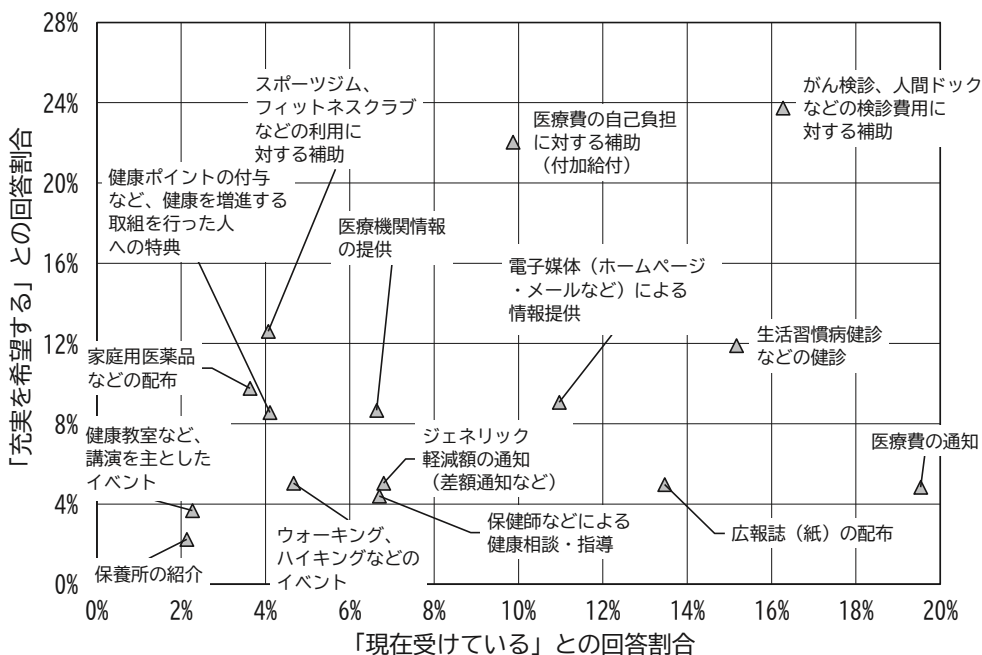 28%
24%
20%
16%
12%
8%
4%
0%
「充実を希望する」との回答割合
スポーツジム、
フィットネスクラブ
などの利用に
対する補助
がん検診、人間ドック
などの検診費用に
対する補助
医療費の自己負担
に対する補助
（付加給付）
健康ポイントの付与
など、健康を増進する
取組を行った人
への特典
医療機関情報
の提供
電子媒体（ホームページ
・メールなど）による
情報提供
生活習慣病健診
などの健診
家庭用医薬品
などの配布
健康教室など、
講演を主とした
イベント
ジェネリック
軽減額の通知
（差額通知など）
医療費の通知
保健師などによる
健康相談・指導
広報誌（紙）の配布
ウォーキング、
ハイキングなどの
イベント
保養所の紹介
0%
2%
4%
6%
8%
10%
12%
14%
16%
18%
20%
「現在受けている」との回答割合